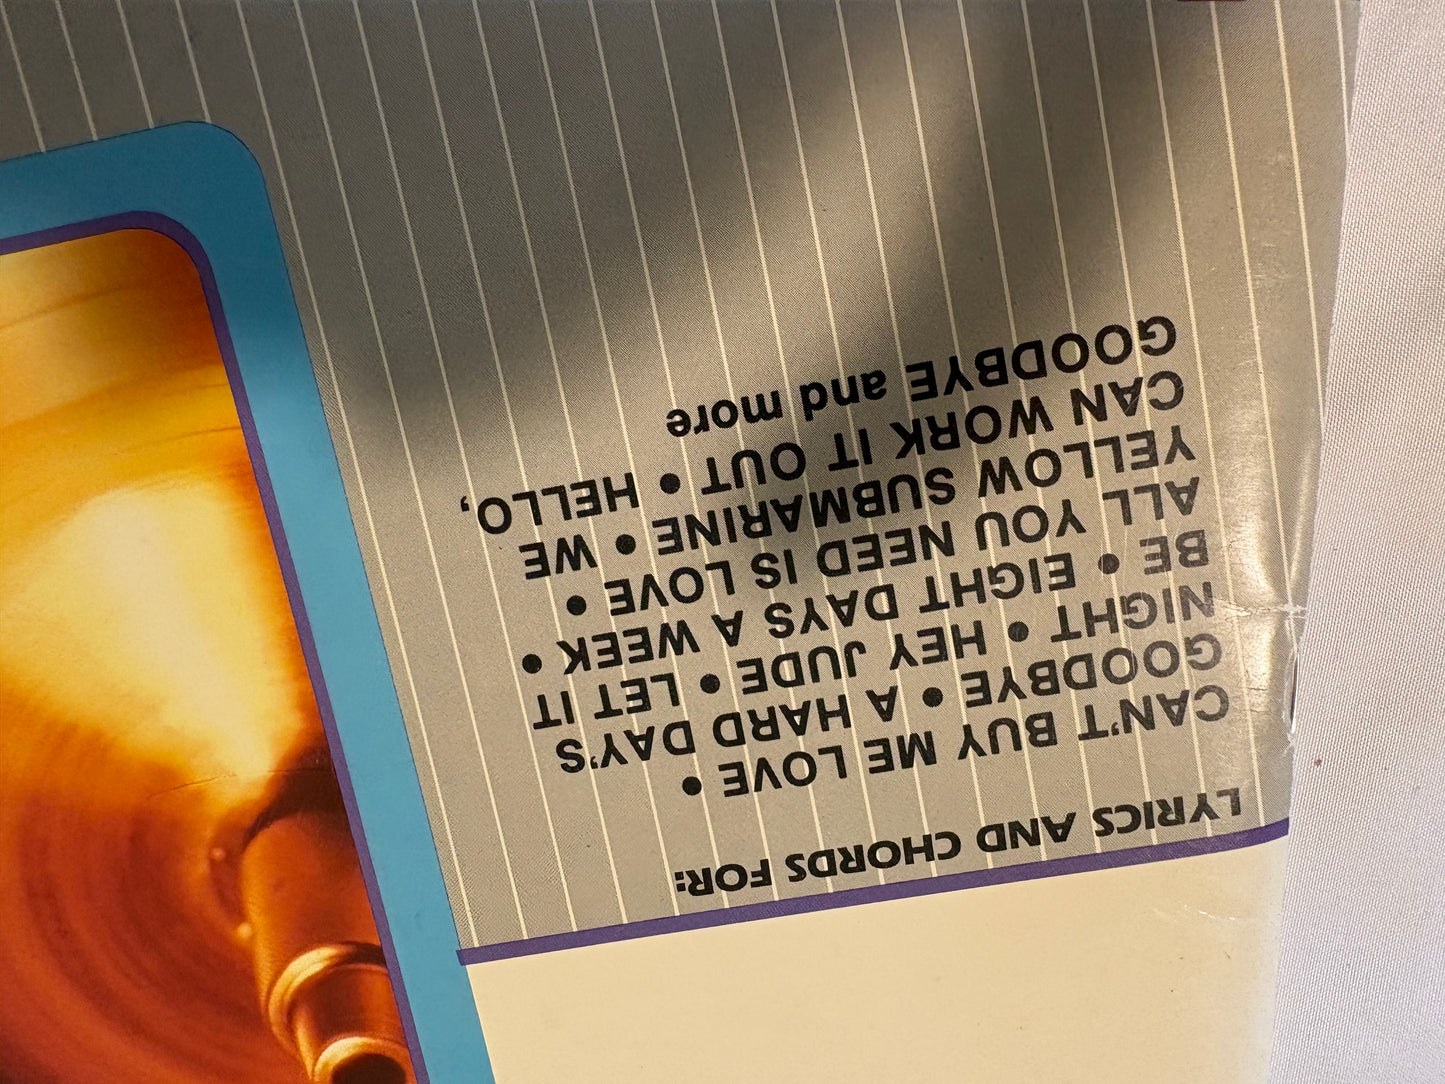 LYRICS AND CHORDS FOR:
CAN'T BUY ME LOVE •
GOODBYE • A HARD DAY'S
NIGHT • HEY JUDE • LET IT
BE • EIGHT DAYS A WEEK •
ALL YOU NEED IS LOVE •
YELLOW SUBMARINE • WE
CAN WORK IT OUT • HELLO,
GOODBYE and more